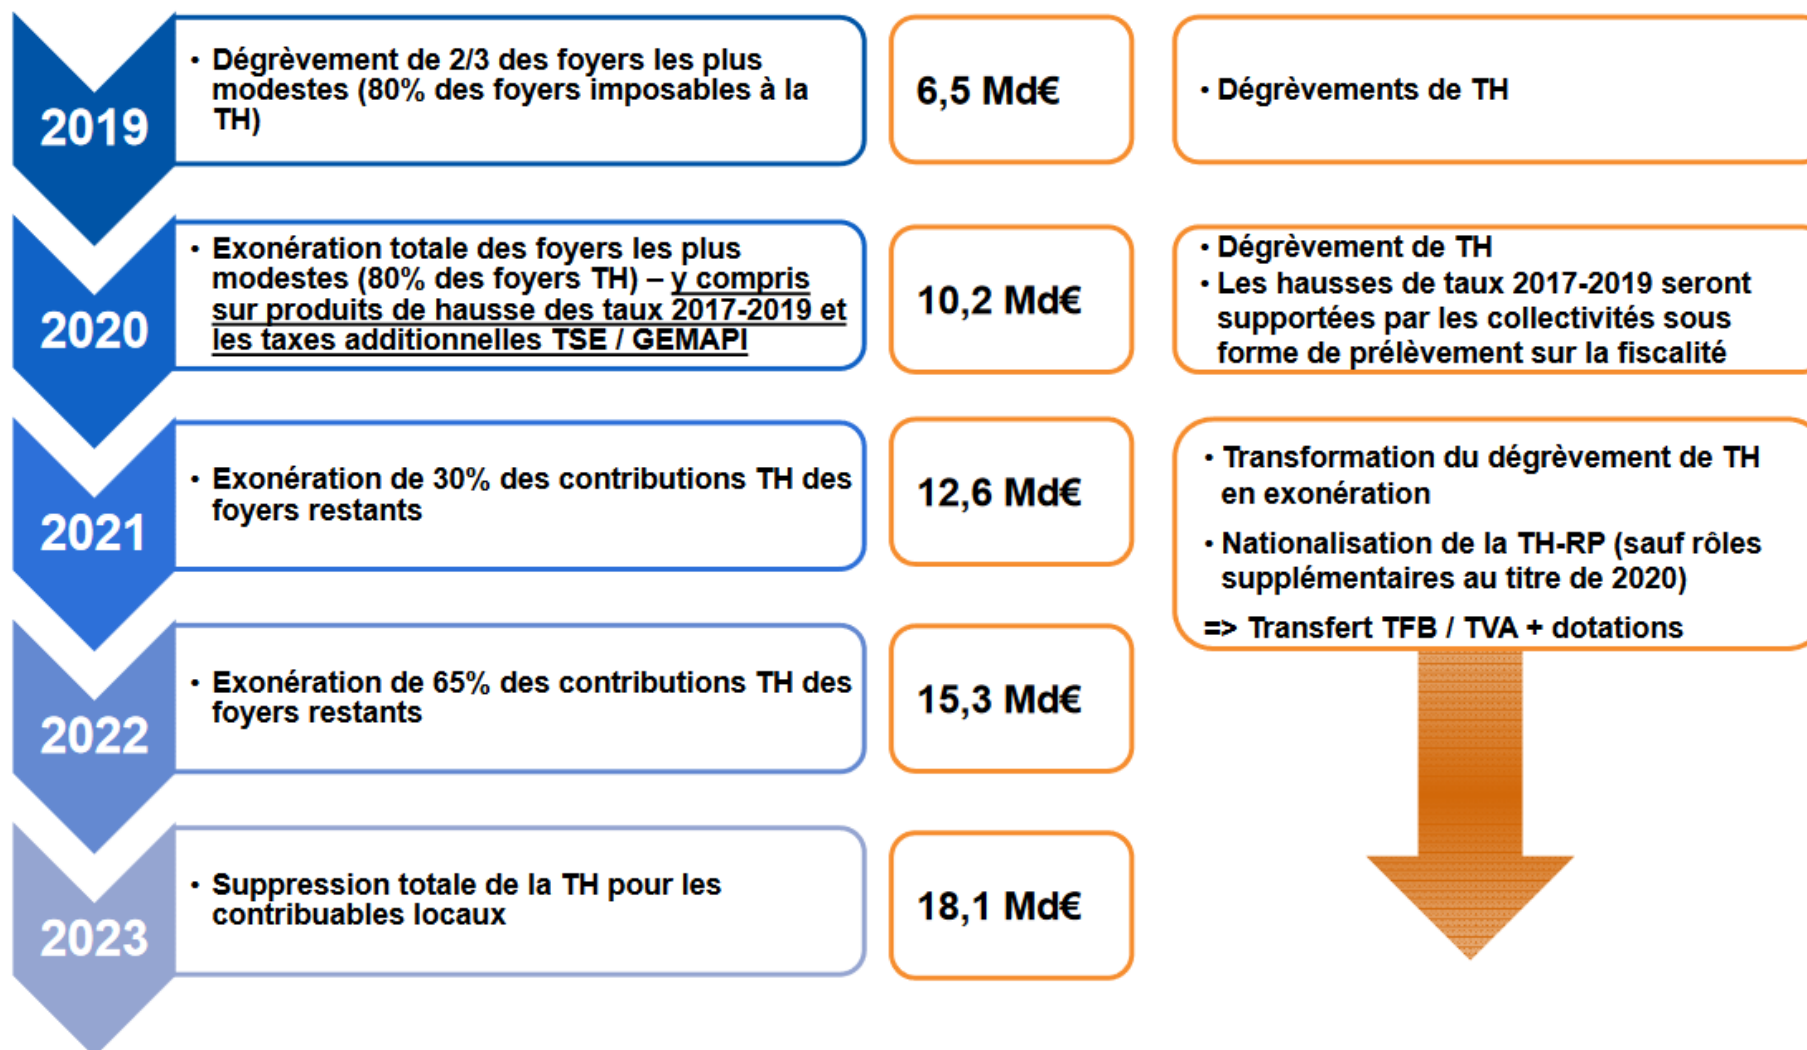 2019
• Dégrèvement de 2/3 des foyers les plus
modestes (80% des foyers imposables à la
TH)
6,5 Md€
• Dégrèvements de TH
2020
• Exonération totale des foyers les plus
modestes (80% des foyers TH) – y compris
sur produits de hausse des taux 2017-2019 et
les taxes additionnelles TSE / GEMAPI
10,2 Md€
• Dégrèvement de TH
• Les hausses de taux 2017-2019 seront
supportées par les collectivités sous
forme de prélèvement sur la fiscalité
2021
• Exonération de 30% des contributions TH des
foyers restants
12,6 Md€
• Transformation du dégrèvement de TH
en exonération
• Nationalisation de la TH-RP (sauf rôles
supplémentaires au titre de 2020)
=> Transfert TFB / TVA + dotations
2022
• Exonération de 65% des contributions TH des
foyers restants
15,3 Md€
2023
• Suppression totale de la TH pour les
contribuables locaux
18,1 Md€